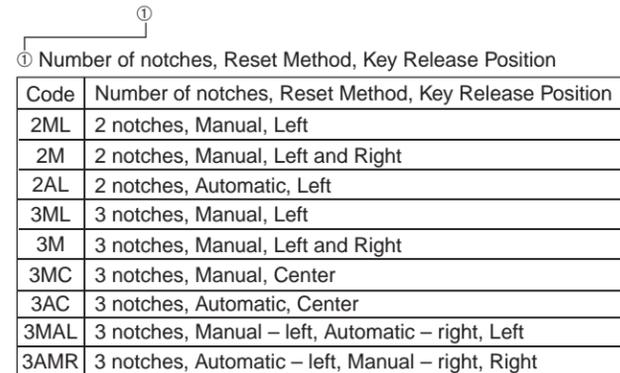 ①
① Number of notches, Reset Method, Key Release Position
Code Number of notches, Reset Method, Key Release Position
2ML 2 notches, Manual, Left
2M 2 notches, Manual, Left and Right
2AL 2 notches, Automatic, Left
3ML 3 notches, Manual, Left
3M 3 notches, Manual, Left and Right
3MC 3 notches, Manual, Center
3AC 3 notches, Automatic, Center
3MAL 3 notches, Manual – left, Automatic – right, Left
3AMR 3 notches, Automatic – left, Manual – right, Right